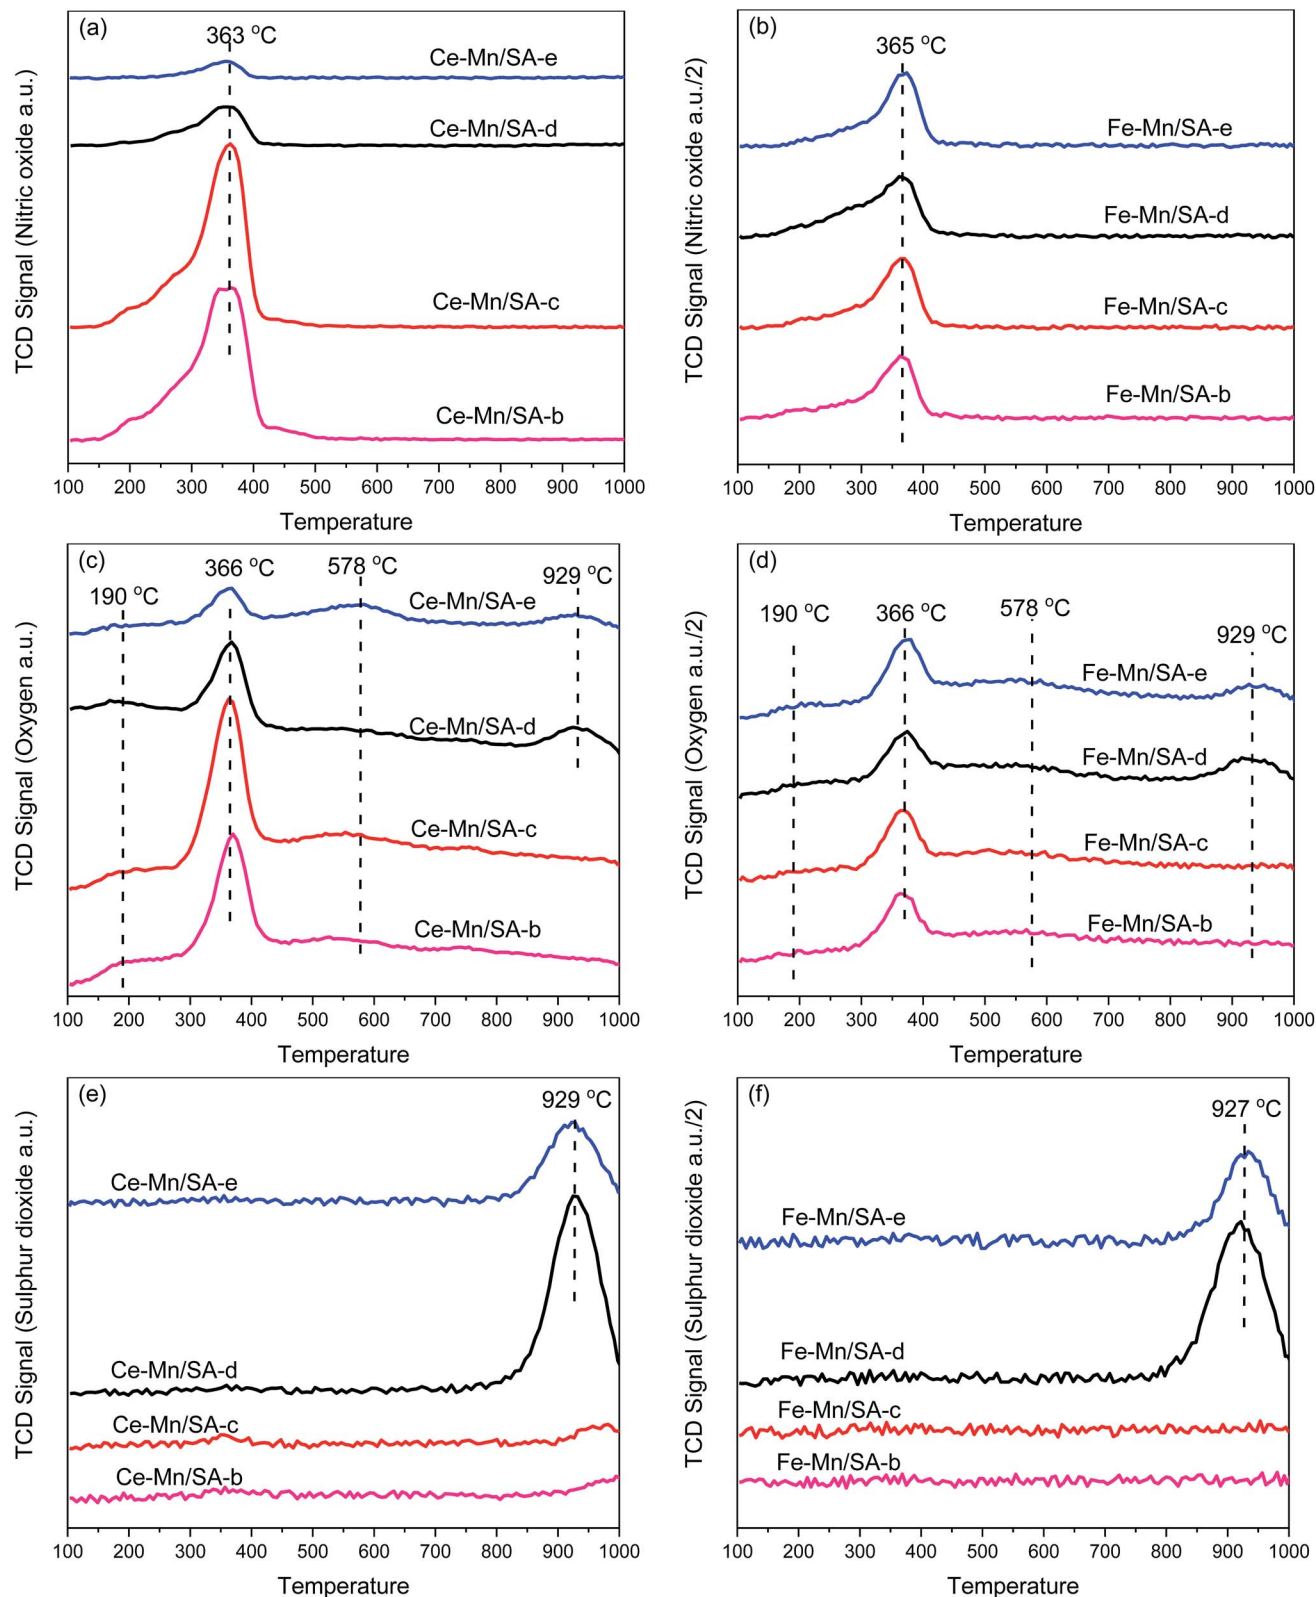 (a)
363 °C
Ce-Mn/SA-e
Ce-Mn/SA-d
Ce-Mn/SA-c
Ce-Mn/SA-b
TCD Signal (Nitric oxide a.u.)
100 200 300 400 500 600 700 800 900 1000
Temperature
(b)
365 °C
Fe-Mn/SA-e
Fe-Mn/SA-d
Fe-Mn/SA-c
Fe-Mn/SA-b
TCD Signal (Nitric oxide a.u./2)
100 200 300 400 500 600 700 800 900 1000
Temperature
(c)
190 °C
366 °C
578 °C
929 °C
Ce-Mn/SA-e
Ce-Mn/SA-d
Ce-Mn/SA-c
Ce-Mn/SA-b
TCD Signal (Oxygen a.u.)
100 200 300 400 500 600 700 800 900 1000
Temperature
(d)
190 °C
366 °C
578 °C
929 °C
Fe-Mn/SA-e
Fe-Mn/SA-d
Fe-Mn/SA-c
Fe-Mn/SA-b
TCD Signal (Oxygen a.u./2)
100 200 300 400 500 600 700 800 900 1000
Temperature
(e)
929 °C
Ce-Mn/SA-e
Ce-Mn/SA-d
Ce-Mn/SA-c
Ce-Mn/SA-b
TCD Signal (Sulphur dioxide a.u.)
100 200 300 400 500 600 700 800 900 1000
Temperature
(f)
927 °C
Fe-Mn/SA-e
Fe-Mn/SA-d
Fe-Mn/SA-c
Fe-Mn/SA-b
TCD Signal (Sulphur dioxide a.u./2)
100 200 300 400 500 600 700 800 900 1000
Temperature